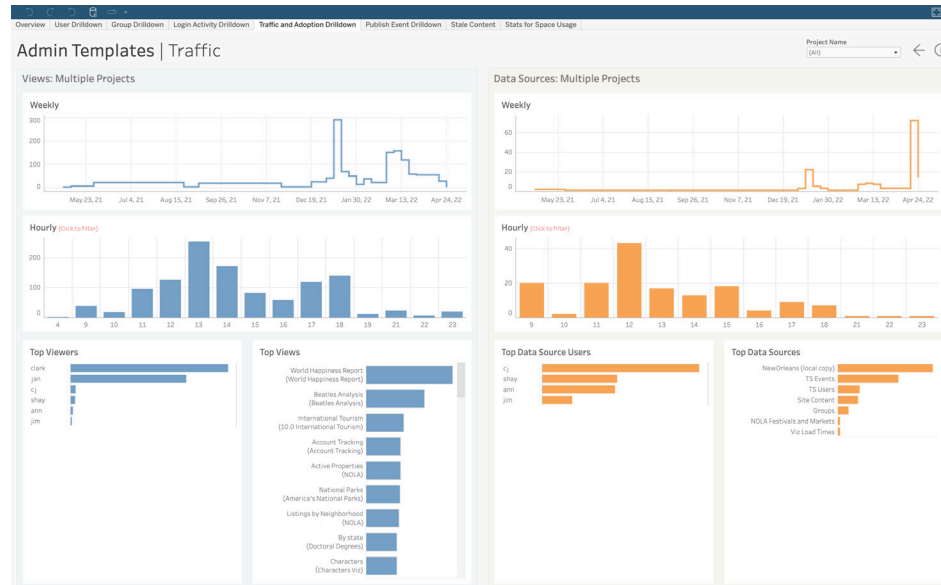 Overview User Drilldown Group Drilldown Login Activity Drilldown Traffic and Adoption Drilldown Publish Event Drilldown Stale Content Stats for Space Usage
Admin Templates | Traffic
Project Name
(All)
Views: Multiple Projects
Weekly
300
200
100
0
May 23, 21 Jul 4, 21 Aug 15, 21 Sep 26, 21 Nov 7, 21 Dec 19, 21 Jan 30, 22 Mar 13, 22 Apr 24, 22
Hourly (Click to filter)
200
100
0
4 9 10 11 12 13 14 15 16 17 18 19 21 22 23
Top Viewers
clark
jan
cj
shay
ann
jim
Top Views
World Happiness Report
(World Happiness Report)
Beatles Analysis
(Beatles Analysis)
International Tourism
(10.0 International Tourism)
Account Tracking
(Account Tracking)
Active Properties
(NOLA)
National Parks
(America's National Parks)
Listings by Neighborhood
(NOLA)
By state
(Doctoral Degrees)
Characters
(Characters Viz)
Data Sources: Multiple Projects
Weekly
60
40
20
0
May 23, 21 Jul 4, 21 Aug 15, 21 Sep 26, 21 Nov 7, 21 Dec 19, 21 Jan 30, 22 Mar 13, 22 Apr 24, 22
Hourly (Click to filter)
40
20
0
9 10 11 12 13 14 15 16 17 18 21 22 23
Top Data Source Users
cj
shay
ann
jim
Top Data Sources
NewOrleans (local copy)
TS Events
TS Users
Site Content
Groups
NOLA Festivals and Markets
Viz Load Times